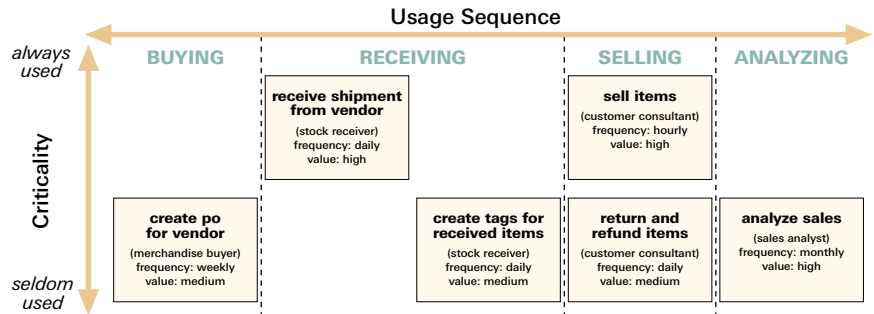 Usage Sequence
always
used
BUYING
RECEIVING
SELLING
ANALYZING
Criticality
receive shipment
from vendor
(stock receiver)
frequency: daily
value: high
sell items
(customer consultant)
frequency: hourly
value: high
create po
for vendor
(merchandise buyer)
frequency: weekly
value: medium
create tags for
received items
(stock receiver)
frequency: daily
value: medium
return and
refund items
(customer consultant)
frequency: daily
value: medium
analyze sales
(sales analyst)
frequency: monthly
value: high
seldom
used